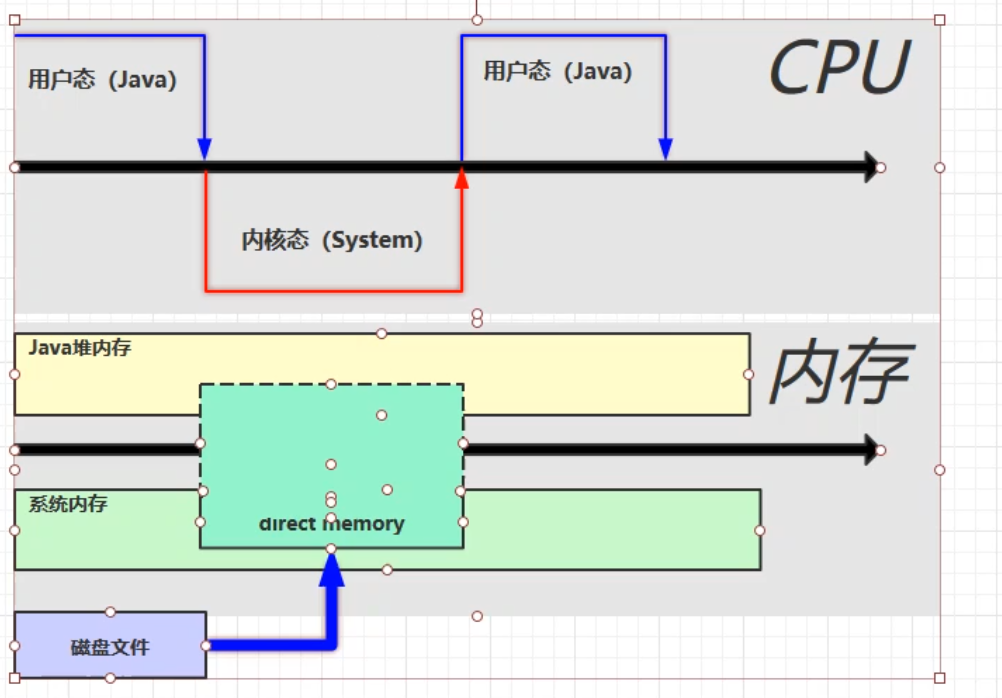 用户态（Java）
用户态（Java）
CPU
内核态（System）
Java堆内存
内存
系统内存
direct memory
磁盘文件